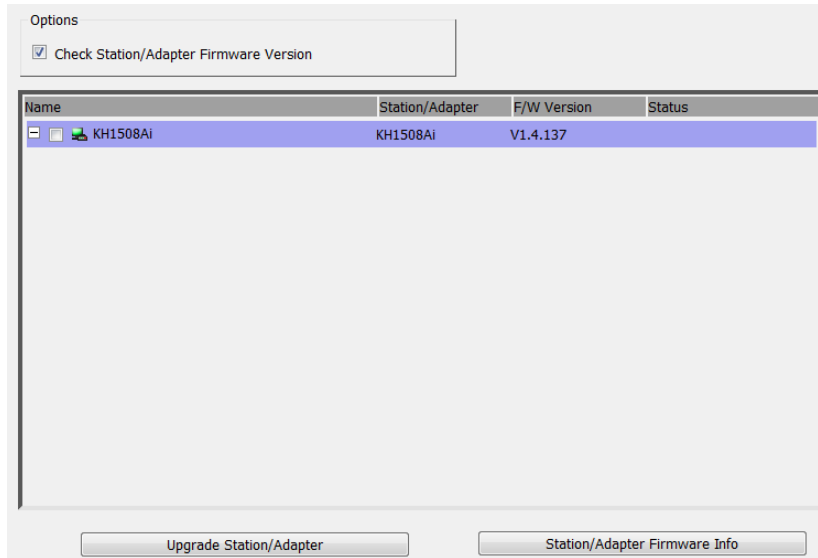 Options
Check Station/Adapter Firmware Version
Name Station/Adapter F/W Version Status
KH1508Ai KH1508Ai V1.4.137
Upgrade Station/Adapter Station/Adapter Firmware Info